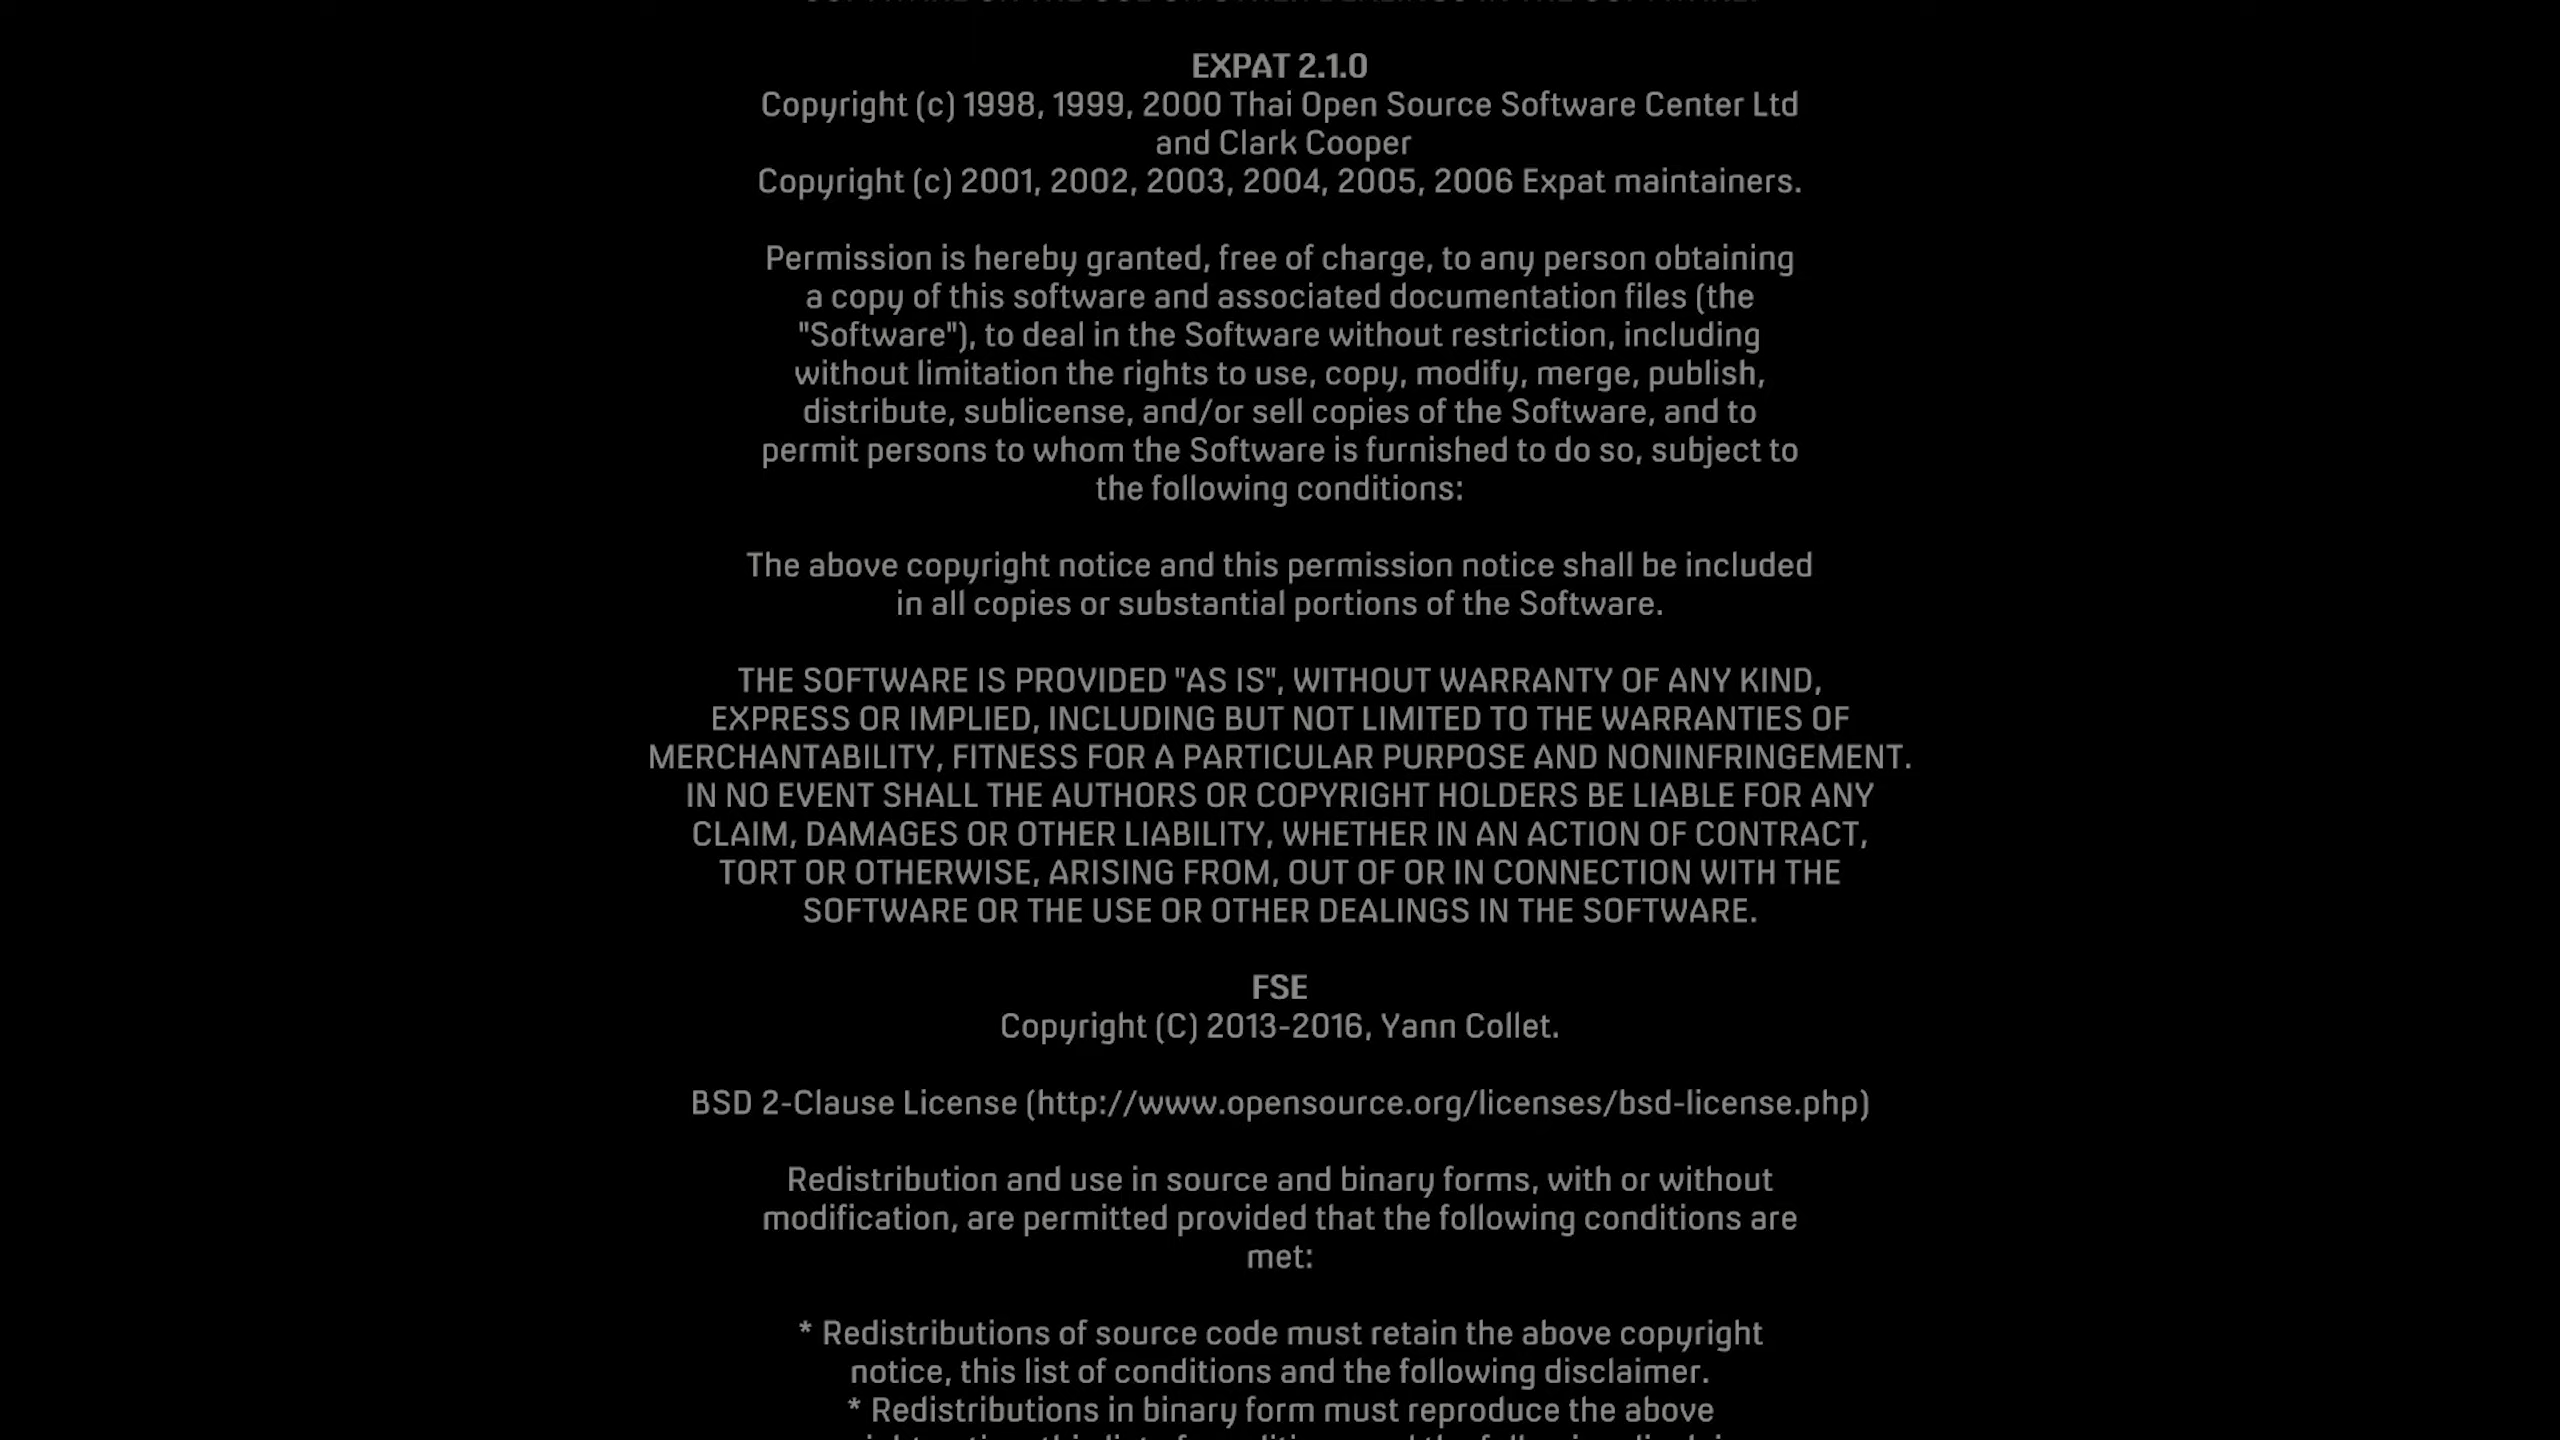 EXPAT 2.1.0
Copyright (c) 1998, 1999, 2000 Thai Open Source Software Center Ltd
and Clark Cooper
Copyright (c) 2001, 2002, 2003, 2004, 2005, 2006 Expat maintainers.
Permission is hereby granted, free of charge, to any person obtaining
a copy of this software and associated documentation files (the
"Software"), to deal in the Software without restriction, including
without limitation the rights to use, copy, modify, merge, publish,
distribute, sublicense, and/or sell copies of the Software, and to
permit persons to whom the Software is furnished to do so, subject to
the following conditions:
The above copyright notice and this permission notice shall be included
in all copies or substantial portions of the Software.
THE SOFTWARE IS PROVIDED "AS IS", WITHOUT WARRANTY OF ANY KIND,
EXPRESS OR IMPLIED, INCLUDING BUT NOT LIMITED TO THE WARRANTIES OF
MERCHANTABILITY, FITNESS FOR A PARTICULAR PURPOSE AND NONINFRINGEMENT.
IN NO EVENT SHALL THE AUTHORS OR COPYRIGHT HOLDERS BE LIABLE FOR ANY
CLAIM, DAMAGES OR OTHER LIABILITY, WHETHER IN AN ACTION OF CONTRACT,
TORT OR OTHERWISE, ARISING FROM, OUT OF OR IN CONNECTION WITH THE
SOFTWARE OR THE USE OR OTHER DEALINGS IN THE SOFTWARE.
FSE
Copyright (C) 2013-2016, Yann Collet.
BSD 2-Clause License (http://www.opensource.org/licenses/bsd-license.php)
Redistribution and use in source and binary forms, with or without
modification, are permitted provided that the following conditions are
met:
* Redistributions of source code must retain the above copyright
notice, this list of conditions and the following disclaimer.
* Redistributions in binary form must reproduce the above